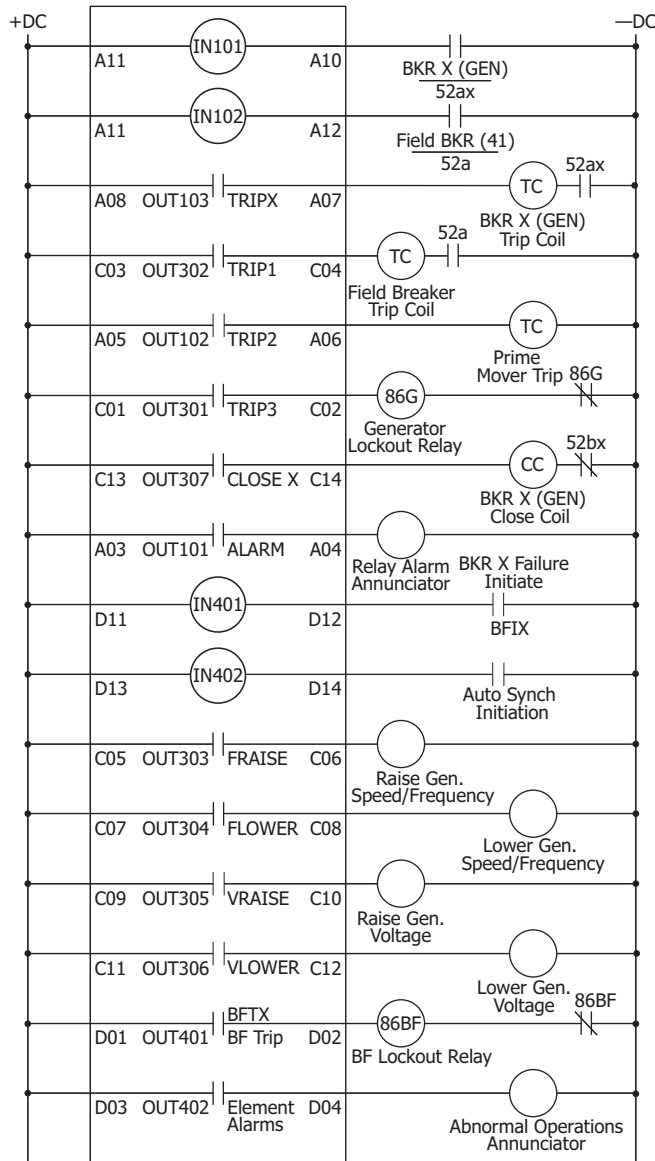 +DC —DC
IN101
A11 A10
BKR X (GEN)
52ax
IN102
A11 A12
Field BKR (41)
52a
52ax
TC
A08 OUT103 TRIPX A07
BKR X (GEN)
Trip Coil
52a
TC
C03 OUT302 TRIP1 C04
Field Breaker
Trip Coil
TC
A05 OUT102 TRIP2 A06
Prime
Mover Trip
86G
86G
C01 OUT301 TRIP3 C02
Generator
Lockout Relay
52bx
CC
C13 OUT307 CLOSE X C14
BKR X (GEN)
Close Coil
A03 OUT101 ALARM A04
Relay Alarm
Annunciator
BKR X Failure
Initiate
IN401
D11 D12
BFIX
IN402
D13 D14
Auto Synch
Initiation
C05 OUT303 FRAISE C06
Raise Gen.
Speed/Frequency
C07 OUT304 FLOWER C08
Lower Gen.
Speed/Frequency
C09 OUT305 VRAISE C10
Raise Gen.
Voltage
C11 OUT306 VLOWER C12
Lower Gen.
Voltage
86BF
BFTX
86BF
D01 OUT401 BF Trip D02
BF Lockout Relay
D03 OUT402 Element D04
Alarms
Abnormal Operations
Annunciator